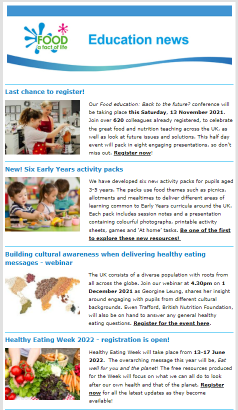 FOOD
a fact of life
Education news
Last chance to register!
Our Food education: Back to the future? conference will
be taking place this Saturday, 13 November 2021.
Join over 630 colleagues already registered, to celebrate
the great food and nutrition teaching across the UK, as
well as look at future issues and solutions. This half day
event will pack in eight engaging presentations, so don't
miss out. Register now!
New! Six Early Years activity packs
We have developed six new activity packs for pupils aged
3-5 years. The packs use food themes such as picnics,
allotments and mealtimes to deliver different areas of
learning common to Early Years curricula around the UK.
Each pack includes session notes and a presentation
containing colourful photographs, printable activity
sheets, games and 'At home' tasks. Be one of the first
to explore these new resources!
Building cultural awareness when delivering healthy eating
messages - webinar
The UK consists of a diverse population with roots from
all across the globe. Join our webinar at 4.30pm on 1
December 2021 as Georgine Leung, shares her insight
around engaging with pupils from different cultural
backgrounds. Ewen Trafford, British Nutrition Foundation,
will also be on hand to answer any general healthy
eating questions. Register for the event here.
Healthy Eating Week 2022 - registration is open!
Healthy Eating Week will take place from 13-17 June
2022. The overarching message this year will be, Eat
well for you and the planet! The free resources produced
for the Week will focus on what we can all do to look
after our own health and that of the planet. Register
now for all the latest updates as they become
available!